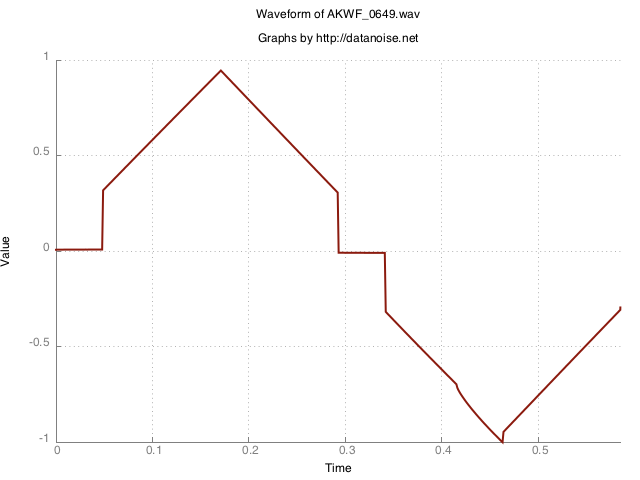 Waveform of AKWF_0649.wav
Graphs by http://datanoise.net
1
0.5
0
-0.5
-1
Value
0 0.1 0.2 0.3 0.4 0.5
Time